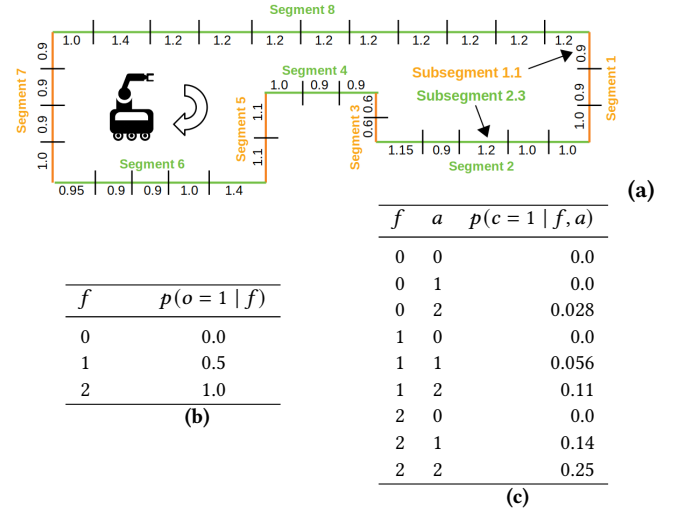 Segment 8
1.0 1.4 1.2 1.2 1.2 1.2 1.2 1.2 1.2 1.2 1.2
Segment 7
0.9
0.9
0.9
1.0
Segment 4
1.0 0.9 0.9
Segment 5
1.1
1.1
Segment 3
0.6
0.6
Subsegment 1.1
Subsegment 2.3
0.9
0.9
1.0
Segment 1
1.15 0.9 1.2 1.0 1.0
Segment 2
Segment 6
0.95 0.9 0.9 1.0 1.4
(a)
f p(o = 1 | f)
0 0.0
1 0.5
2 1.0
(b)
f a p(c = 1 | f, a)
0 0 0.0
0 1 0.0
0 2 0.028
1 0 0.0
1 1 0.056
1 2 0.11
2 0 0.0
2 1 0.14
2 2 0.25
(c)